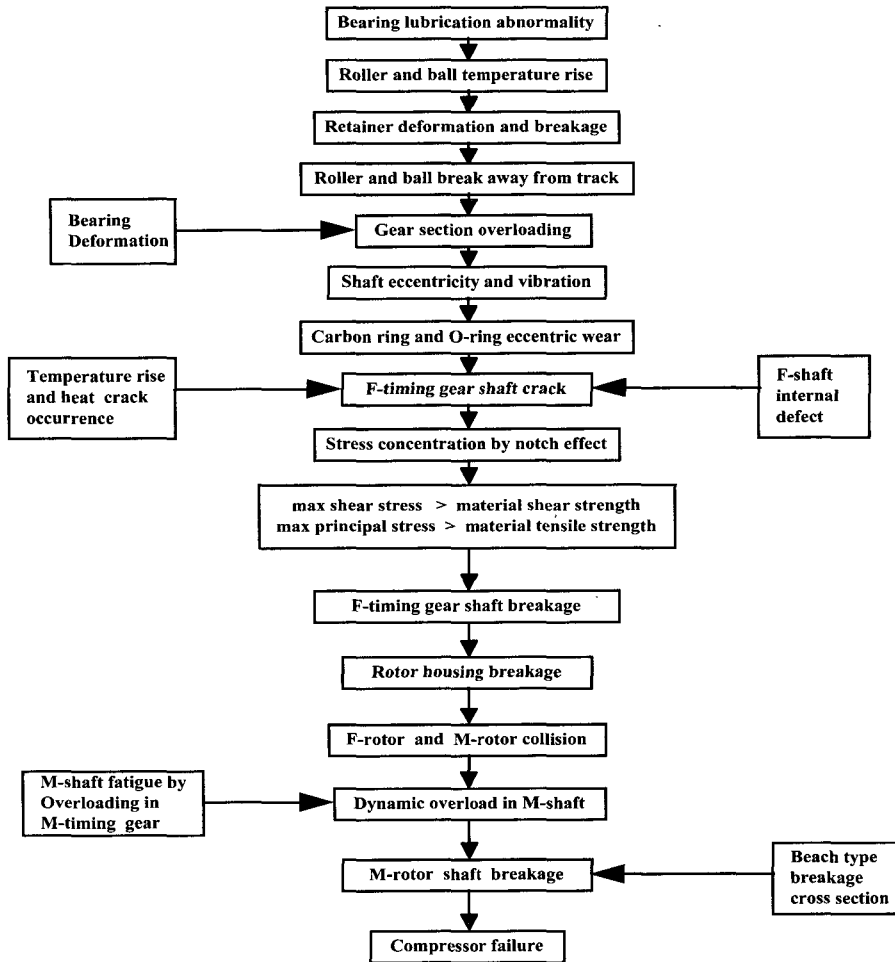 Bearing lubrication abnormality
Roller and ball temperature rise
Retainer deformation and breakage
Roller and ball break away from track
Bearing
Deformation
Gear section overloading
Shaft eccentricity and vibration
Carbon ring and O-ring eccentric wear
Temperature rise
and heat crack
occurrence
F-timing gear shaft crack
F-shaft
internal
defect
Stress concentration by notch effect
max shear stress > material shear strength
max principal stress > material tensile strength
F-timing gear shaft breakage
Rotor housing breakage
F-rotor and M-rotor collision
M-shaft fatigue by
Overloading in
M-timing gear
Dynamic overload in M-shaft
M-rotor shaft breakage
Beach type
breakage
cross section
Compressor failure